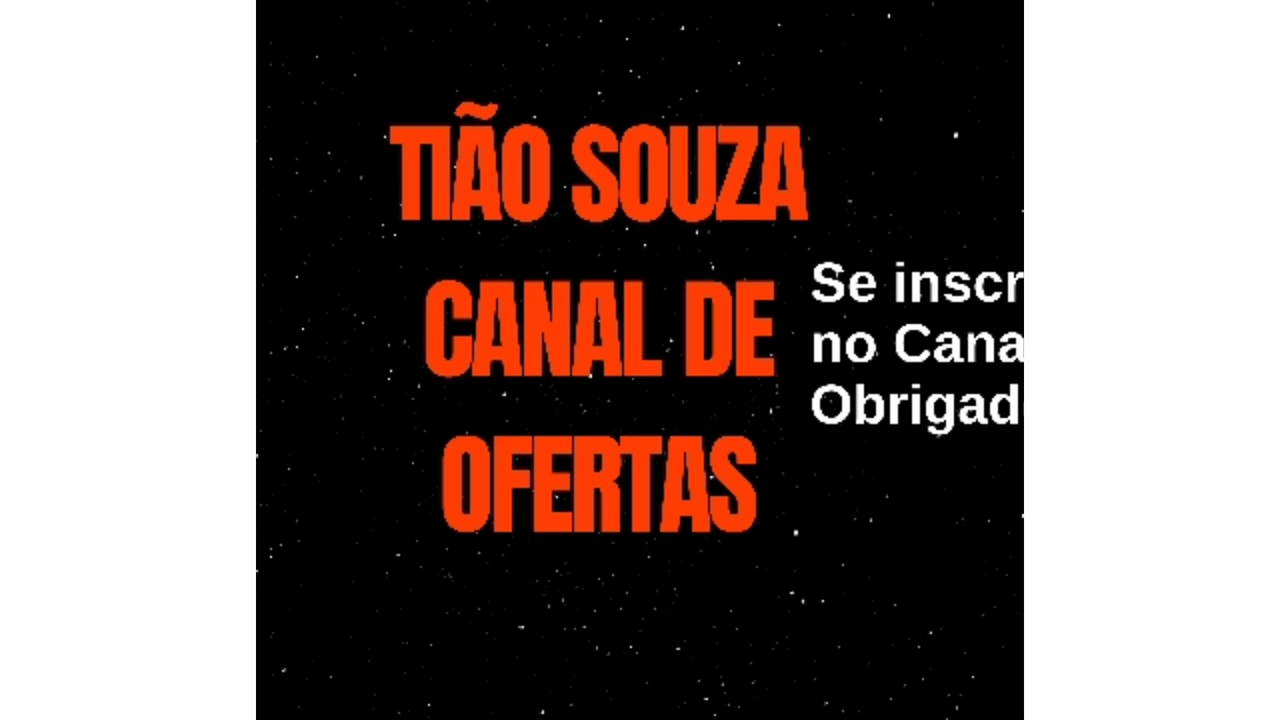 TIÃO SOUZA
CANAL DE
OFERTAS
Se inscr
no Cana
Obrigad